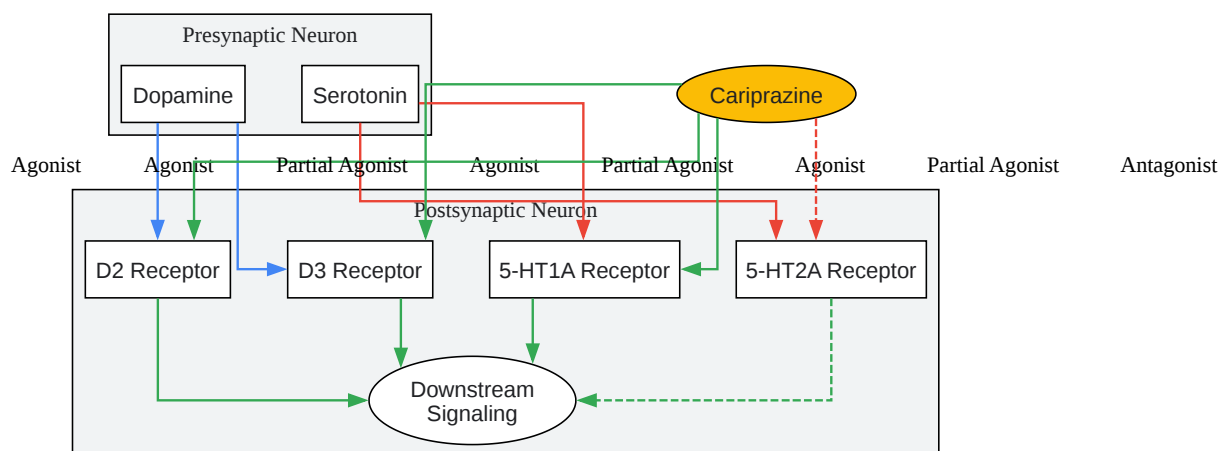 Presynaptic Neuron
Dopamine
Serotonin
Cariprazine
Agonist
Agonist
Partial Agonist
Agonist
Partial Agonist
Agonist
Partial Agonist
Antagonist
Postsynaptic Neuron
D2 Receptor
D3 Receptor
5-HT1A Receptor
5-HT2A Receptor
Downstream
Signaling